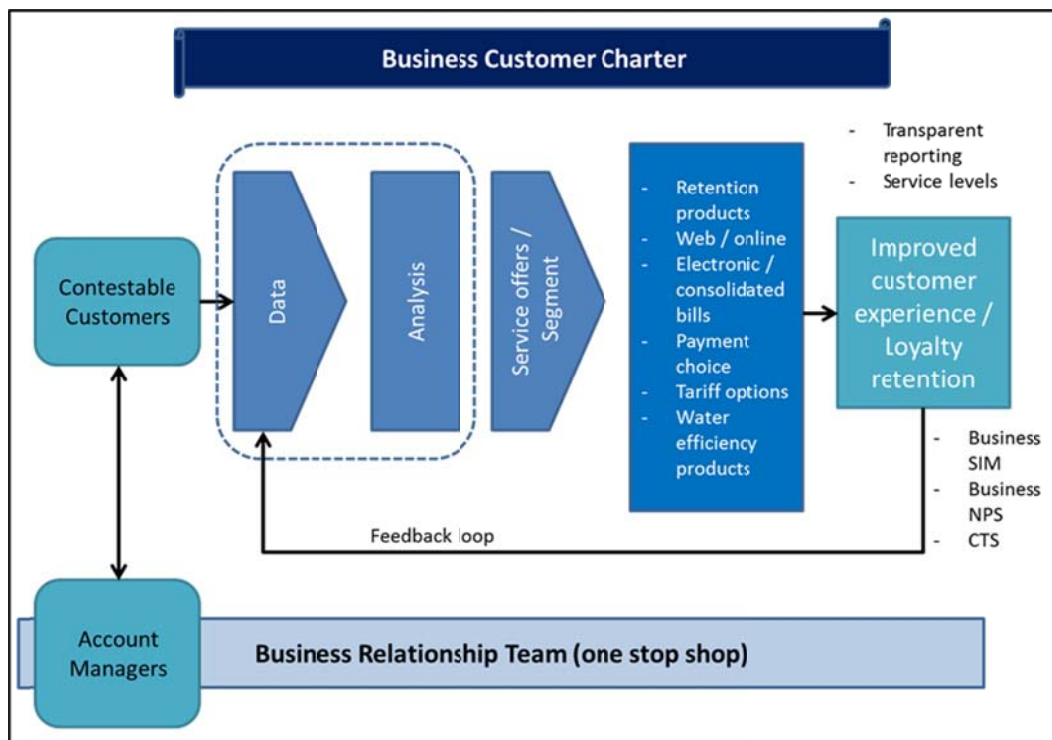 Business Customer Charter
- Transparent
reporting
- Service levels
Contestable
Customers
Data
Analysis
Service offers /
Segment
- Retention
products
- Web / online
- Electronic /
consolidated
bills
- Payment
choice
- Tariff options
- Water
efficiency
products
Improved
customer
experience /
Loyalty
retention
- Business
SIM
- Business
NPS
- CTS
Feedback loop
Account
Managers
Business Relationship Team (one stop shop)